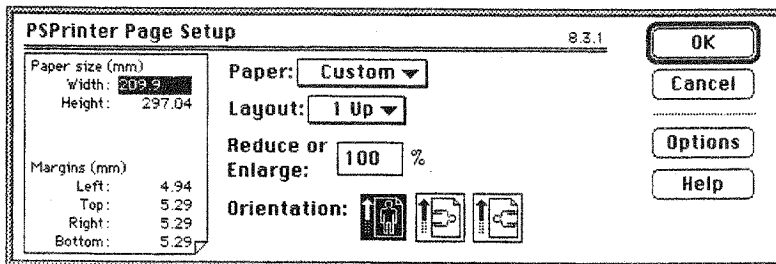 PSPrinter Page Setup 8.3.1
Paper size (mm)
Width: 209.9
Height: 297.04
Margins (mm)
Left: 4.94
Top: 5.29
Right: 5.29
Bottom: 5.29
Paper: Custom
Layout: 1 Up
Reduce or
Enlarge: 100 %
Orientation:
OK
Cancel
Options
Help